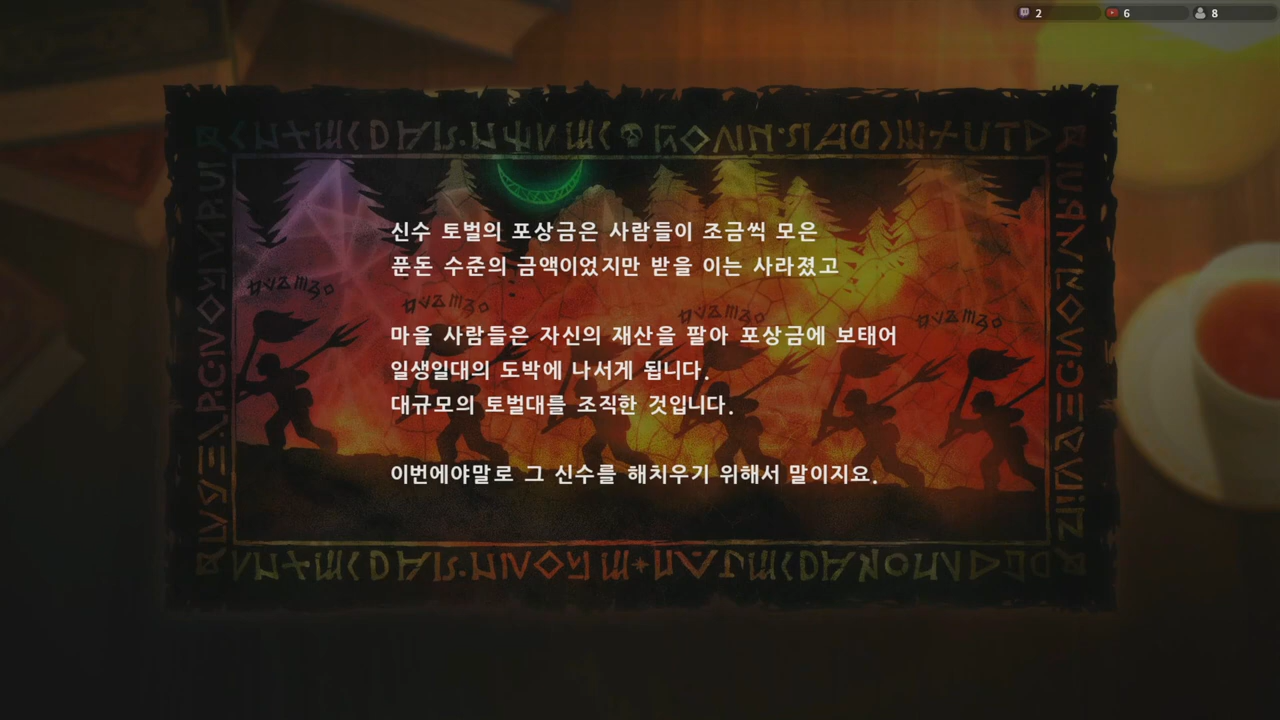 2 6 8
신수 토벌의 포상금은 사람들이 조금씩 모은
푼돈 수준의 금액이었지만 받을 이는 사라졌고
마을 사람들은 자신의 재산을 팔아 포상금에 보태어
일생일대의 도박에 나서게 됩니다.
대규모의 토벌대를 조직한 것입니다.
이번에야말로 그 신수를 해치우기 위해서 말이지요.